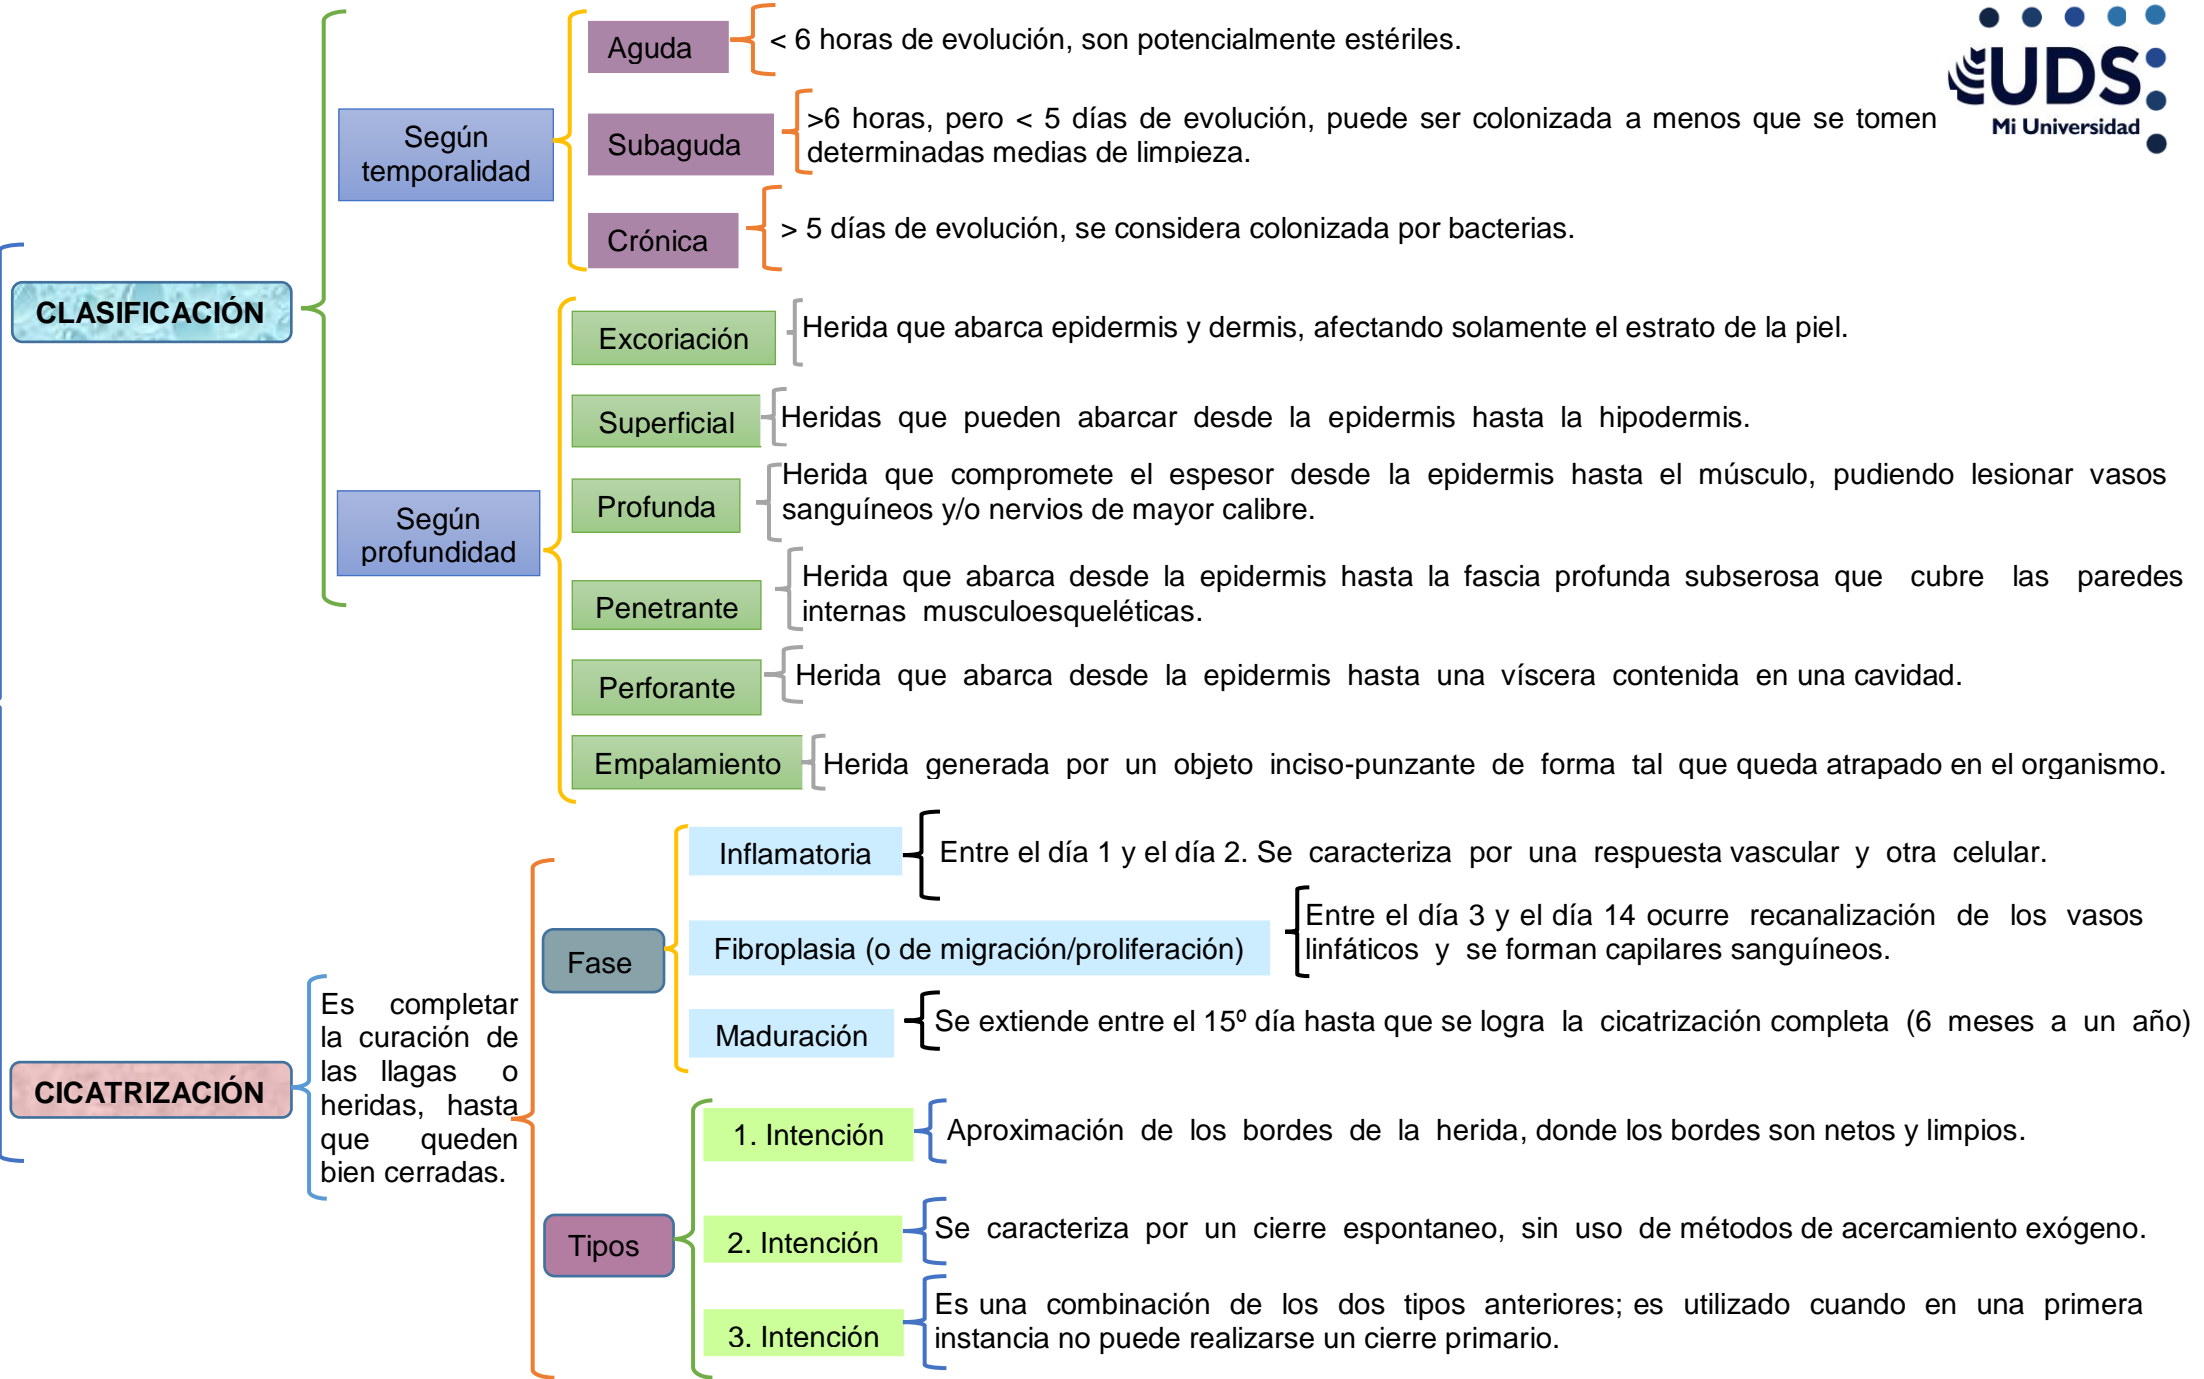 UDS
Mi Universidad
CLASIFICACIÓN
Según
temporalidad
Aguda
< 6 horas de evolución, son potencialmente estériles.
Subaguda
>6 horas, pero < 5 días de evolución, puede ser colonizada a menos que se tomen
determinadas medias de limpieza.
Crónica
> 5 días de evolución, se considera colonizada por bacterias.
Según
profundidad
Excoriación
Herida que abarca epidermis y dermis, afectando solamente el estrato de la piel.
Superficial
Heridas que pueden abarcar desde la epidermis hasta la hipodermis.
Profunda
Herida que compromete el espesor desde la epidermis hasta el músculo, pudiendo lesionar vasos
sanguíneos y/o nervios de mayor calibre.
Penetrante
Herida que abarca desde la epidermis hasta la fascia profunda subserosa que cubre las paredes
internas musculoesqueléticas.
Perforante
Herida que abarca desde la epidermis hasta una víscera contenida en una cavidad.
Empalamiento
Herida generada por un objeto inciso-punzante de forma tal que queda atrapado en el organismo.
CICATRIZACIÓN
Es completar
la curación de
las llagas o
heridas, hasta
que queden
bien cerradas.
Fase
Inflamatoria
Entre el día 1 y el día 2. Se caracteriza por una respuesta vascular y otra celular.
Fibroplasia (o de migración/proliferación)
Entre el día 3 y el día 14 ocurre recanalización de los vasos
linfáticos y se forman capilares sanguíneos.
Maduración
Se extiende entre el 15º día hasta que se logra la cicatrización completa (6 meses a un año)
Tipos
1. Intención
Aproximación de los bordes de la herida, donde los bordes son netos y limpios.
2. Intención
Se caracteriza por un cierre espontaneo, sin uso de métodos de acercamiento exógeno.
3. Intención
Es una combinación de los dos tipos anteriores; es utilizado cuando en una primera
instancia no puede realizarse un cierre primario.